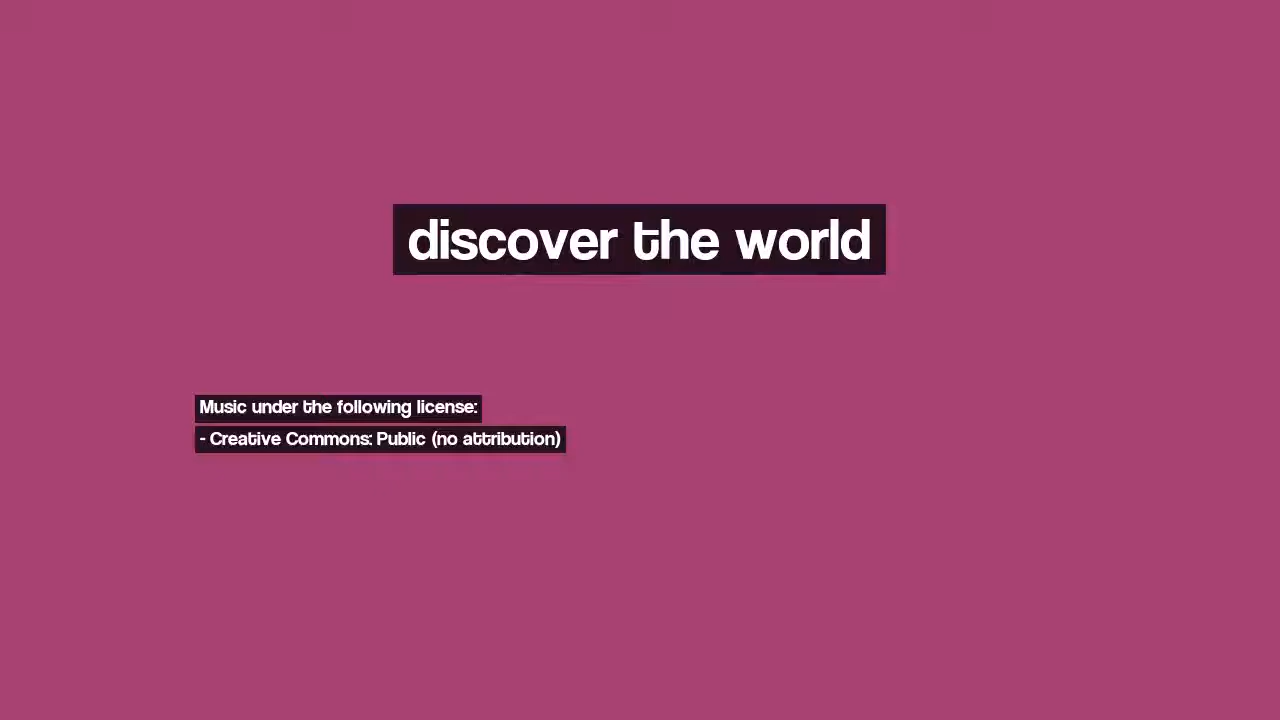 discover the world
Music under the following license:
- Creative Commons: Public (no attribution)